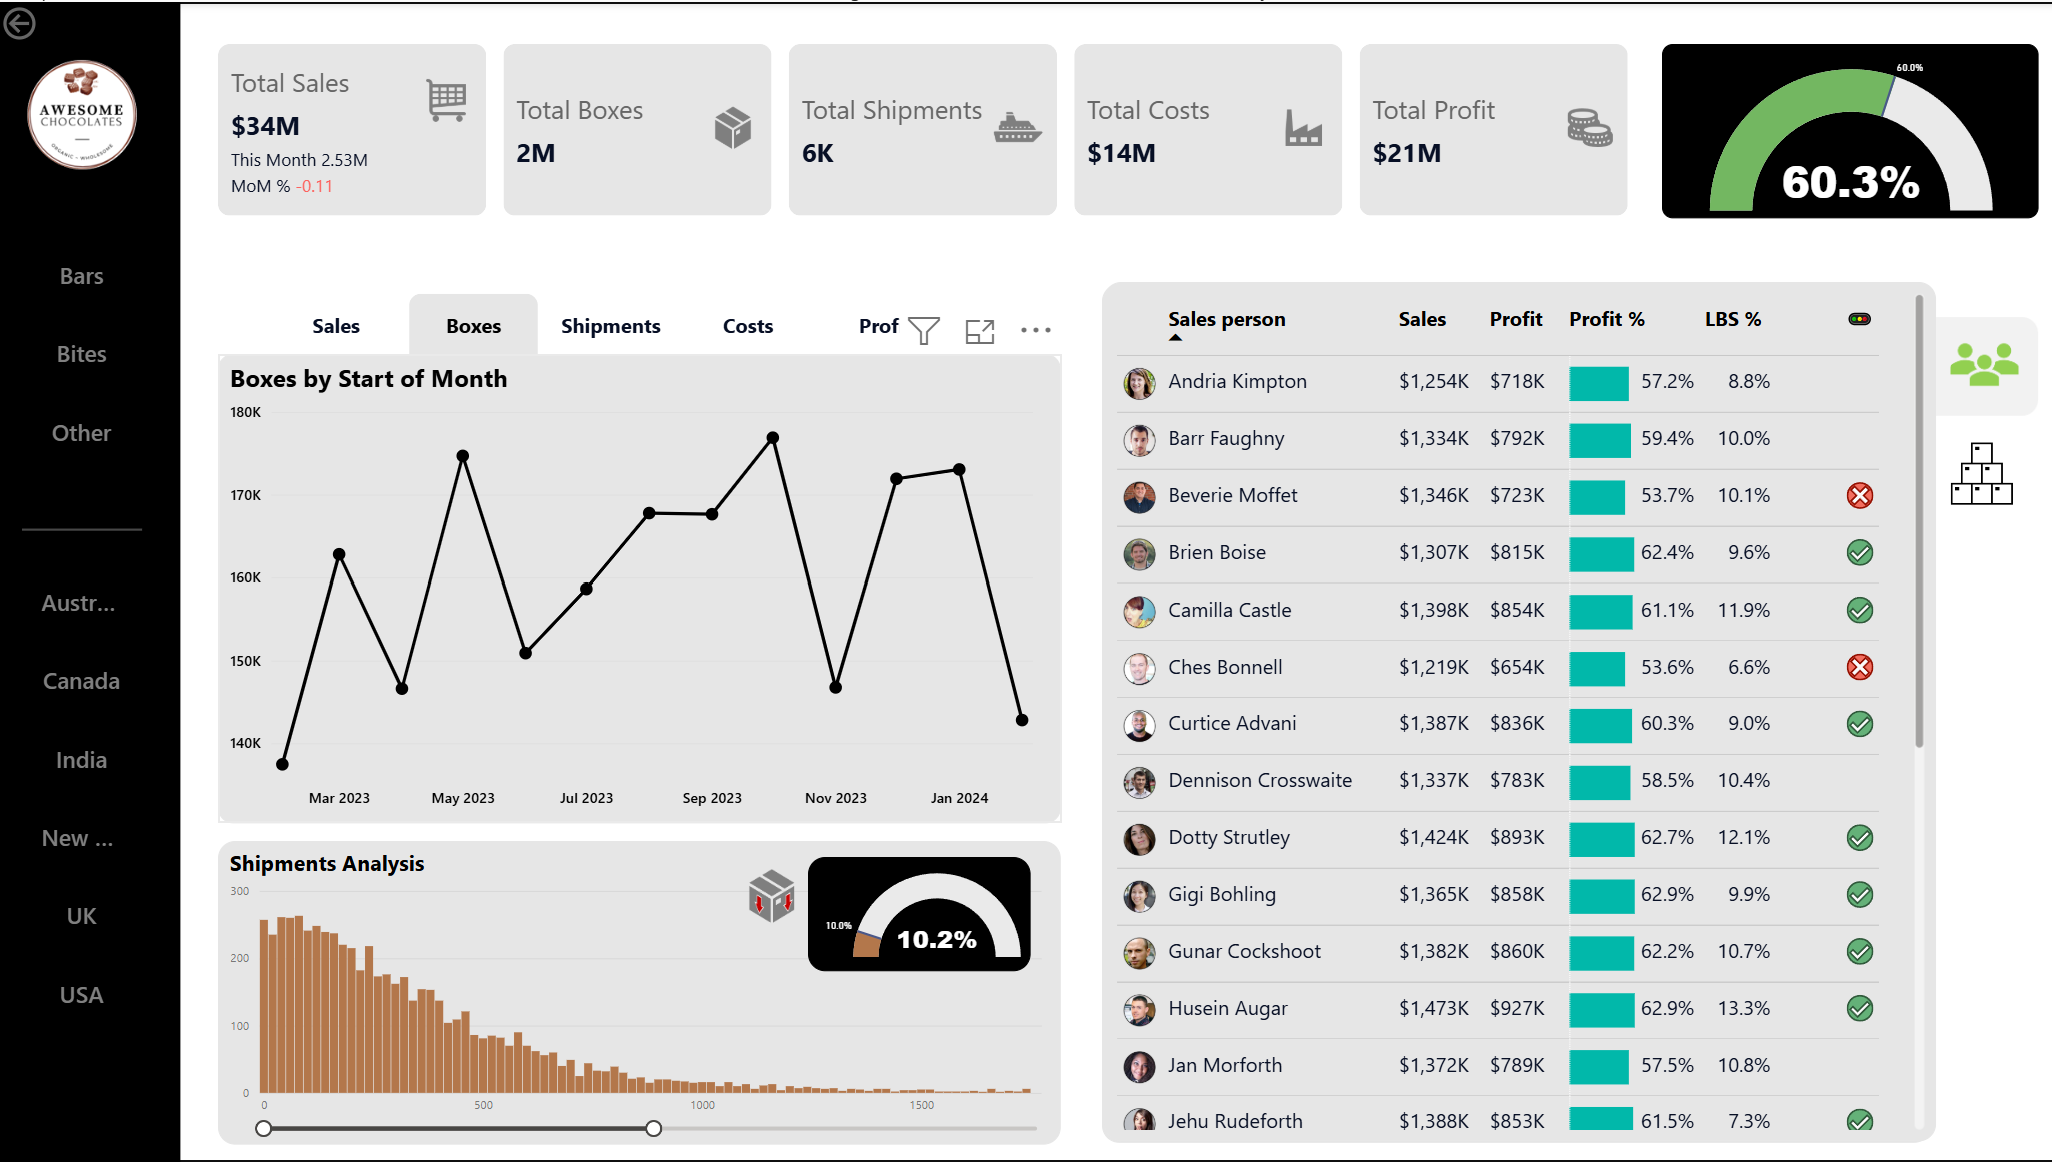 AWESOME
CHOCOLATES
ORGANIC ~ WHOLESOME
Bars
Bites
Other
Austr...
Canada
India
New ...
UK
USA
Total Sales
$34M
This Month 2.53M
MoM % -0.11
Total Boxes
2M
Total Shipments
6K
Total Costs
$14M
Total Profit
$21M
60.0%
60.3%
Sales Boxes Shipments Costs Prof
Boxes by Start of Month
180K
170K
160K
150K
140K
Mar 2023 May 2023 Jul 2023 Sep 2023 Nov 2023 Jan 2024
Shipments Analysis
300
200
100
0
0 500 1000 1500
10.0%
10.2%
Sales person Sales Profit Profit % LBS %
Andria Kimpton $1,254K $718K 57.2% 8.8%
Barr Faughny $1,334K $792K 59.4% 10.0%
Beverie Moffet $1,346K $723K 53.7% 10.1%
Brien Boise $1,307K $815K 62.4% 9.6%
Camilla Castle $1,398K $854K 61.1% 11.9%
Ches Bonnell $1,219K $654K 53.6% 6.6%
Curtice Advani $1,387K $836K 60.3% 9.0%
Dennison Crosswaite $1,337K $783K 58.5% 10.4%
Dotty Strutley $1,424K $893K 62.7% 12.1%
Gigi Bohling $1,365K $858K 62.9% 9.9%
Gunar Cockshoot $1,382K $860K 62.2% 10.7%
Husein Augar $1,473K $927K 62.9% 13.3%
Jan Morforth $1,372K $789K 57.5% 10.8%
Jehu Rudeforth $1,388K $853K 61.5% 7.3%